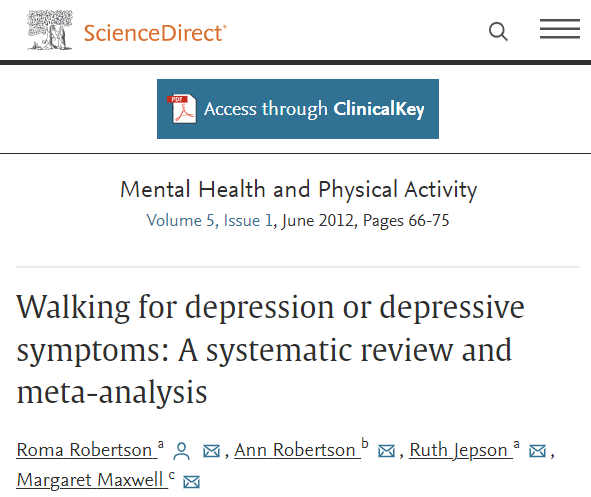 ScienceDirect®
PDF
Access through ClinicalKey
Mental Health and Physical Activity
Volume 5, Issue 1, June 2012, Pages 66-75
Walking for depression or depressive
symptoms: A systematic review and
meta-analysis
Roma Robertson a , Ann Robertson b , Ruth Jepson a ,
Margaret Maxwell c